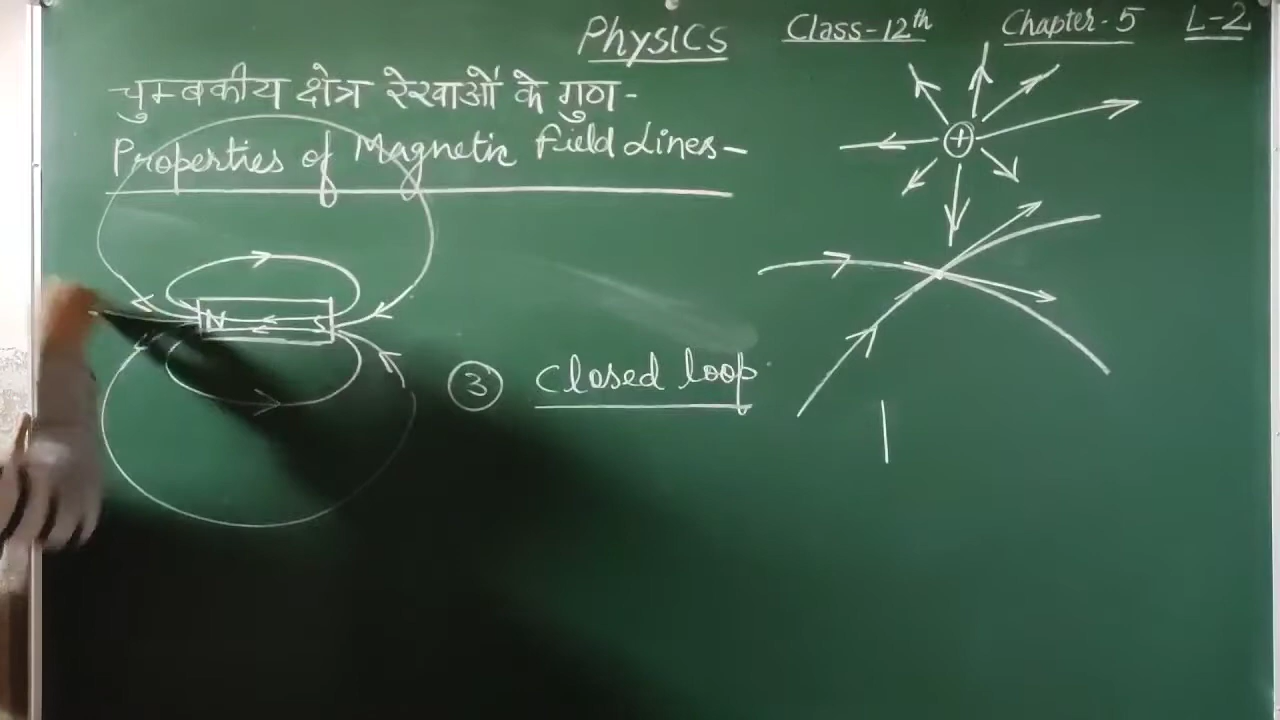 Physics Class-12th Chapter-5 L-2
चुम्बकीय क्षेत्र रेखाओं के गुण-
Properties of Magnetic field Lines-
+
N S
3 Closed loop